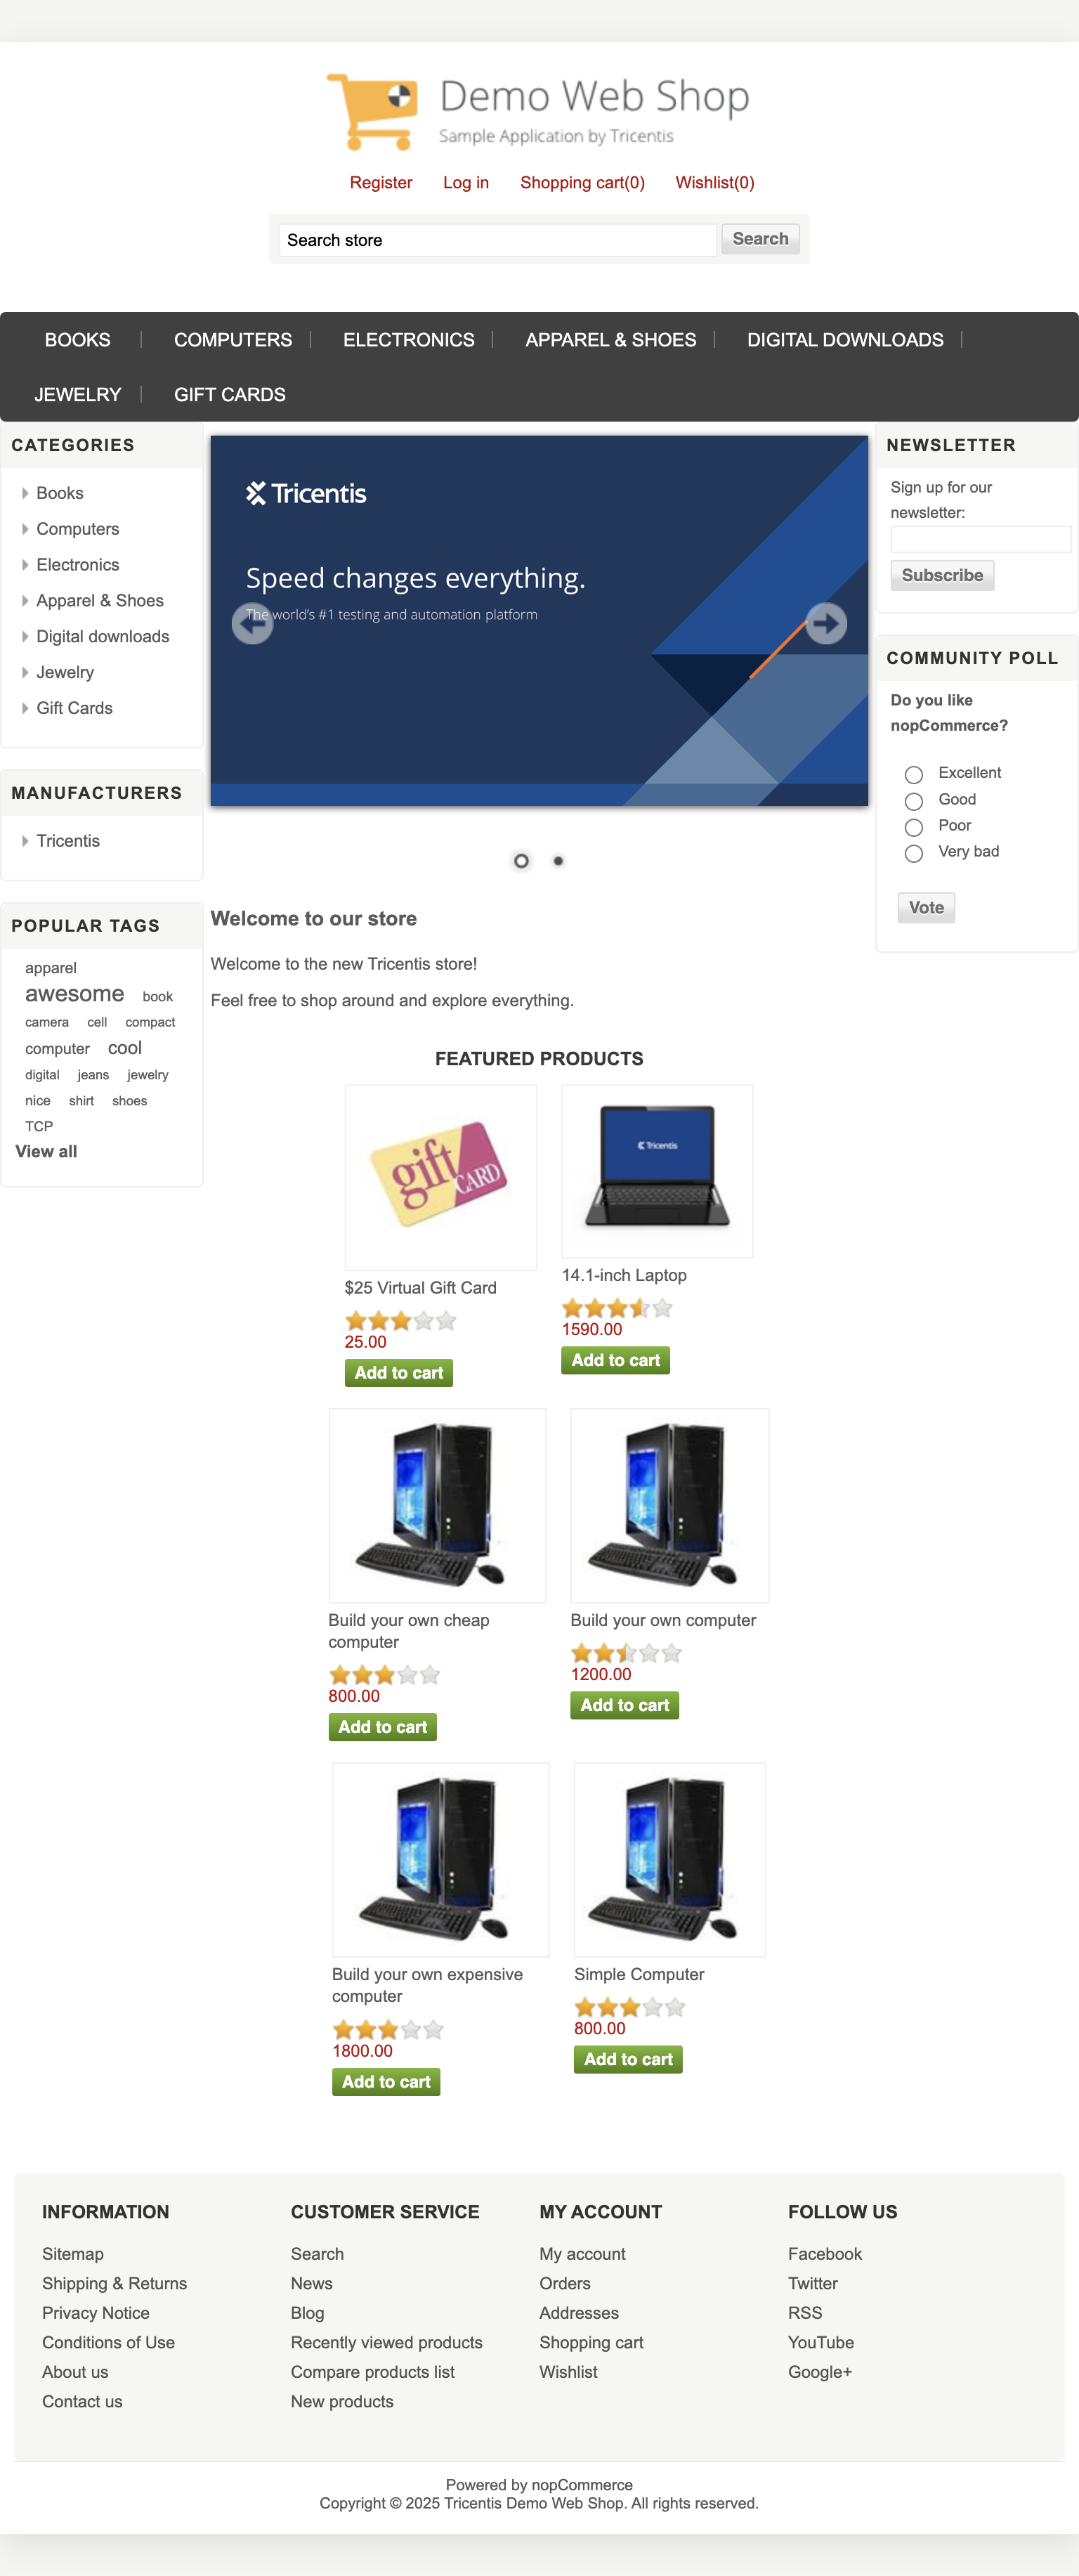 Demo Web Shop
Sample Application by Tricentis
Register Log in Shopping cart(0) Wishlist(0)
Search store Search
BOOKS COMPUTERS ELECTRONICS APPAREL & SHOES DIGITAL DOWNLOADS
JEWELRY GIFT CARDS
CATEGORIES
Books
Computers
Electronics
Apparel & Shoes
Digital downloads
Jewelry
Gift Cards
MANUFACTURERS
Tricentis
POPULAR TAGS
apparel
awesome book
camera cell compact
computer cool
digital jeans jewelry
nice shirt shoes
TCP
View all
Tricentis
Speed changes everything.
The world's #1 testing and automation platform
Welcome to our store
Welcome to the new Tricentis store!
Feel free to shop around and explore everything.
FEATURED PRODUCTS
gift CARD
$25 Virtual Gift Card
25.00
Add to cart
Tricentis
14.1-inch Laptop
1590.00
Add to cart
Build your own cheap
computer
800.00
Add to cart
Build your own computer
1200.00
Add to cart
Build your own expensive
computer
1800.00
Add to cart
Simple Computer
800.00
Add to cart
NEWSLETTER
Sign up for our
newsletter:
Subscribe
COMMUNITY POLL
Do you like
nopCommerce?
Excellent
Good
Poor
Very bad
Vote
INFORMATION
Sitemap
Shipping & Returns
Privacy Notice
Conditions of Use
About us
Contact us
CUSTOMER SERVICE
Search
News
Blog
Recently viewed products
Compare products list
New products
MY ACCOUNT
My account
Orders
Addresses
Shopping cart
Wishlist
FOLLOW US
Facebook
Twitter
RSS
YouTube
Google+
Powered by nopCommerce
Copyright © 2025 Tricentis Demo Web Shop. All rights reserved.